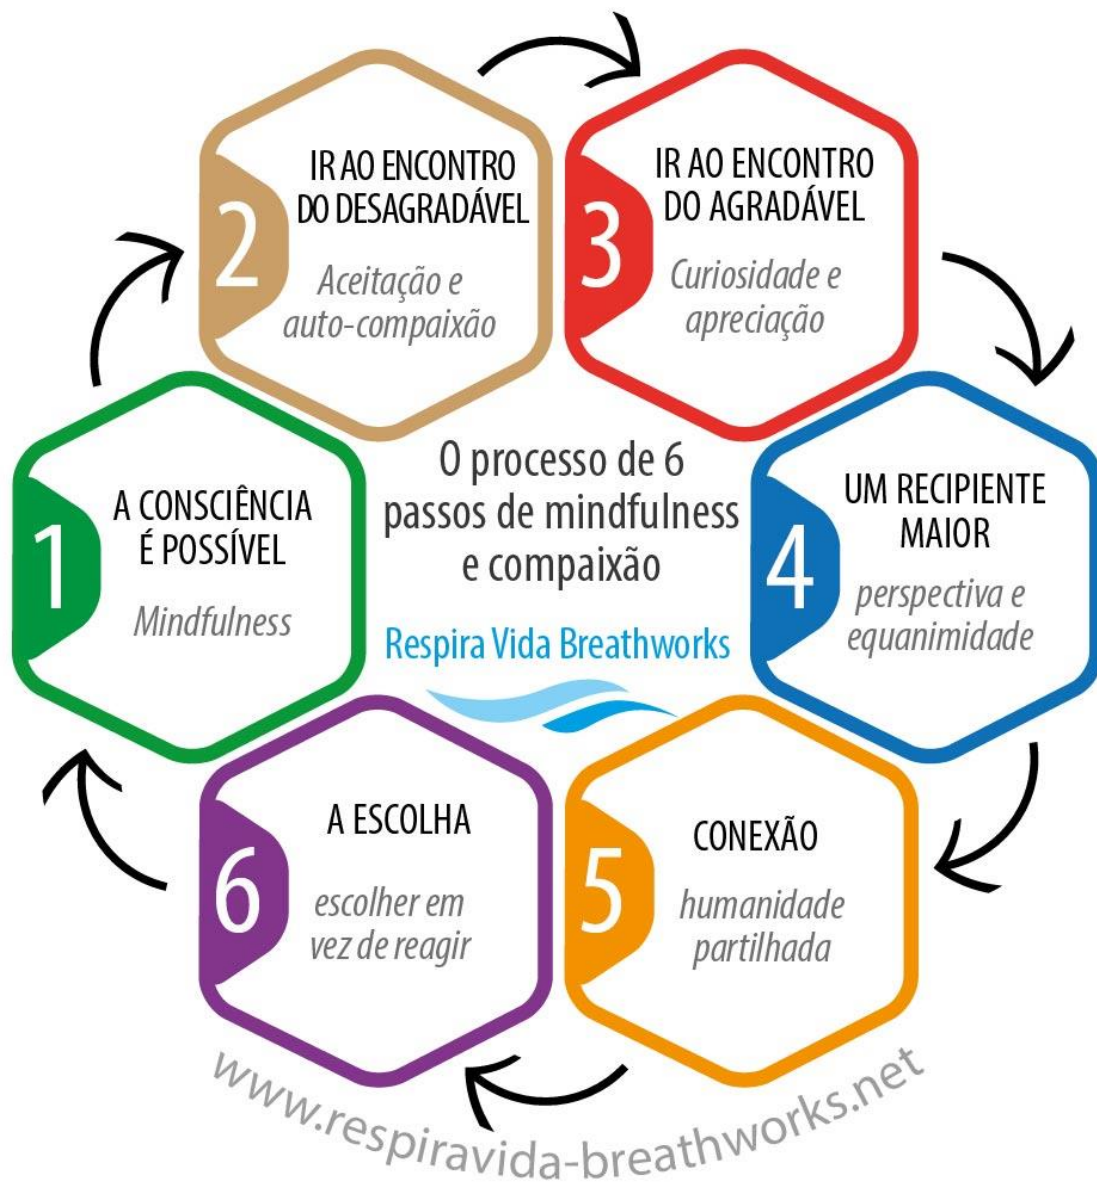 O processo de 6
passos de mindfulness
e compaixão
Respira Vida Breathworks
1
A CONSCIÊNCIA
É POSSÍVEL
Mindfulness
2
IR AO ENCONTRO
DO DESAGRADÁVEL
Aceitação e
auto-compaixão
3
IR AO ENCONTRO
DO AGRADÁVEL
Curiosidade e
apreciação
4
UM RECIPIENTE
MAIOR
perspectiva e
equanimidade
5
CONEXÃO
humanidade
partilhada
6
A ESCOLHA
escolher em
vez de reagir
www.respiravida-breathworks.net